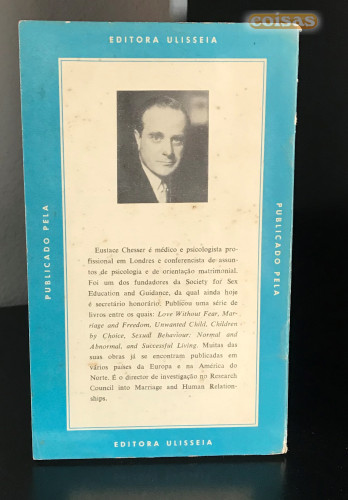 coisas
EDITORA ULISSEIA
PUBLICADO PELA
PUBLICADO PELA
Eustace Chesser é médico e psicologista pro-
fissional em Londres e conferencista de assun-
tos de psicologia e de orientação matrimonial.
Foi um dos fundadores da Society for Sex
Education and Guidance, da qual ainda hoje
é secretário honorário. Publicou uma série de
livros entre os quais: Love Without Fear, Mar-
riage and Freedom, Unwanted Child, Children
by Choice, Sexual Behaviour: Normal and
Abnormal, and Successful Living. Muitas das
suas obras já se encontram publicadas em
vários países da Europa e na América do
Norte. É o director de investigação no Research
Council into Marriage and Human Relation-
ships.
EDITORA ULISSEIA